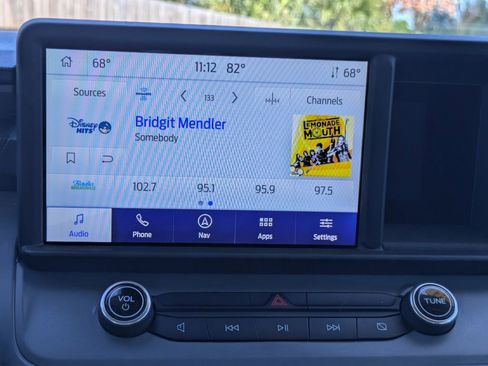 68° 11:12 82° 68°
Sources 133 Channels
Disney
HITS
Bridgit Mendler
Somebody
LEMONADE
MOUTH
102.7 95.1 95.9 97.5
Audio Phone Nav Apps Settings
VOL
TUNE